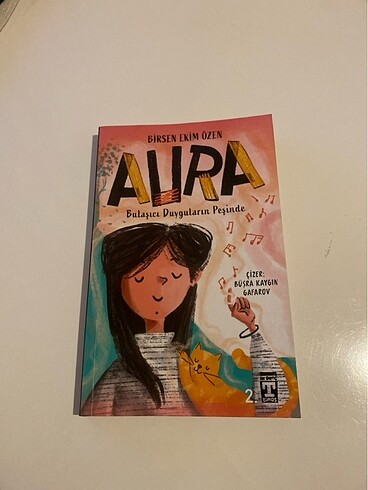 BİRSEN EKİM ÖZEN
AURA
Bulaşıcı Duyguların Peşinde
ÇİZER:
BÜŞRA KAYGIN
GAFAROV
2.